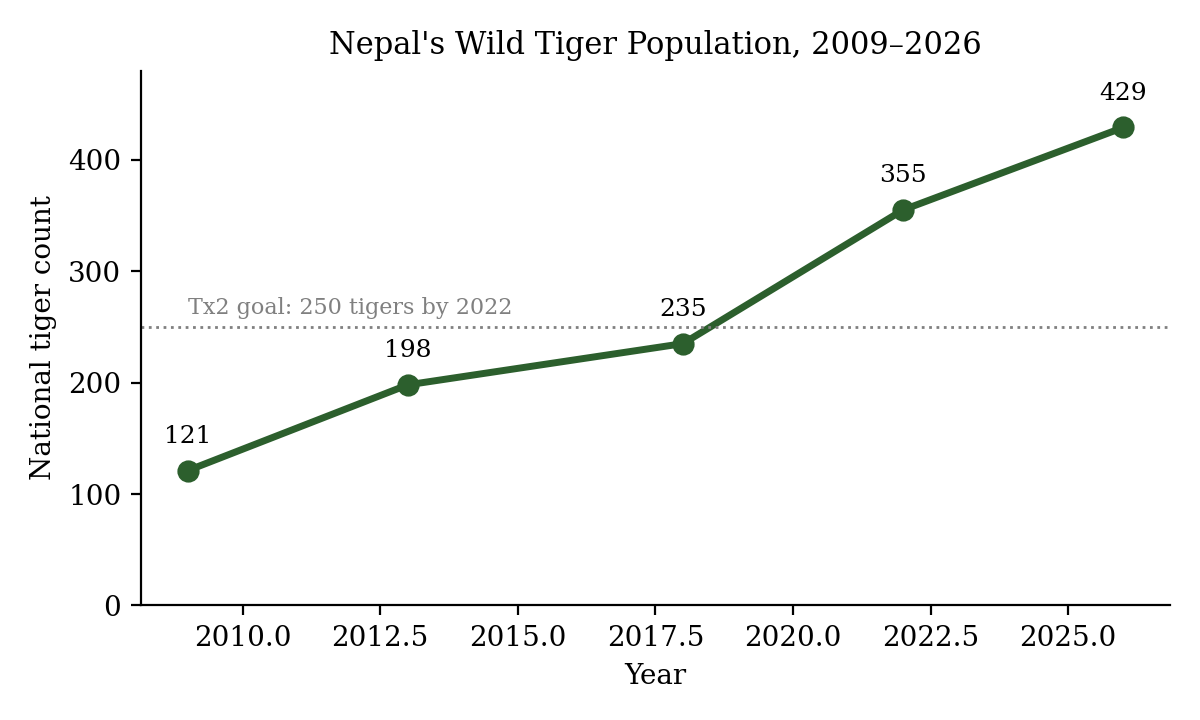 Nepal's Wild Tiger Population, 2009–2026
National tiger count
400
300
200
100
0
429
355
Tx2 goal: 250 tigers by 2022
235
198
121
2010.0 2012.5 2015.0 2017.5 2020.0 2022.5 2025.0
Year